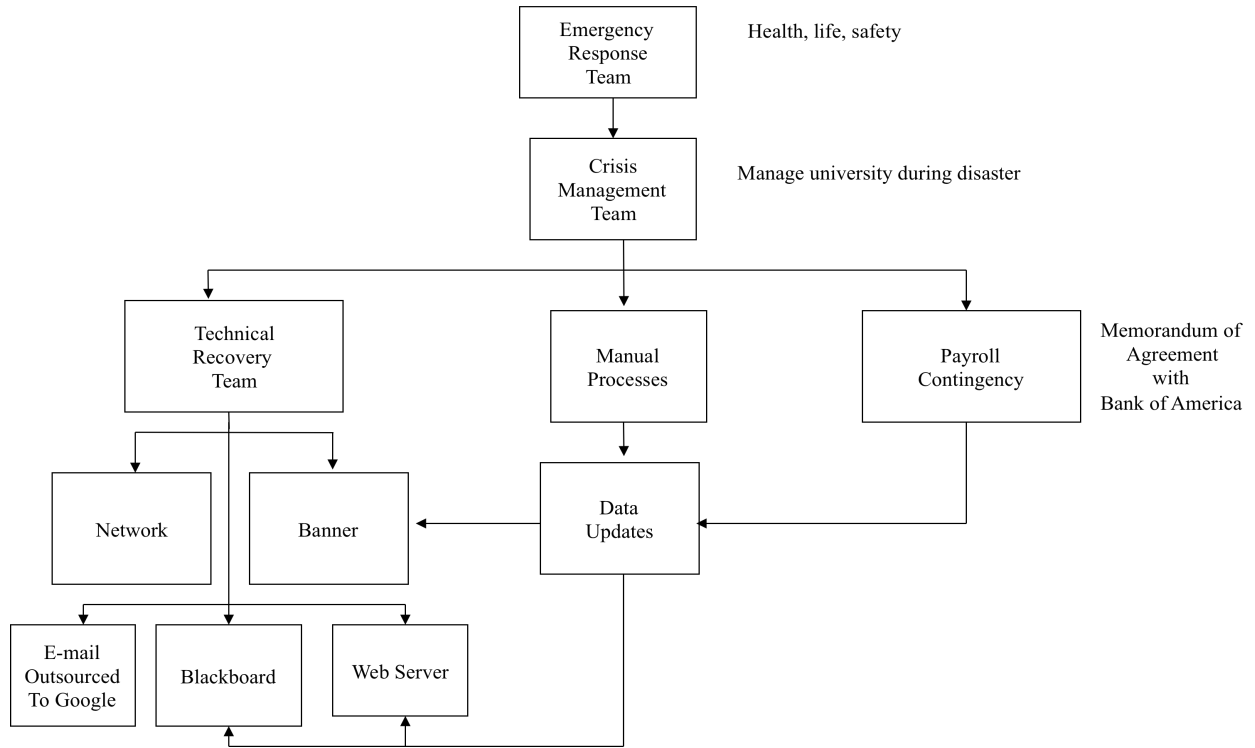 Emergency
Response
Team
Health, life, safety
Crisis
Management
Team
Manage university during disaster
Technical
Recovery
Team
Manual
Processes
Payroll
Contingency
Memorandum of
Agreement
with
Bank of America
Network
Banner
Data
Updates
E-mail
Outsourced
To Google
Blackboard
Web Server